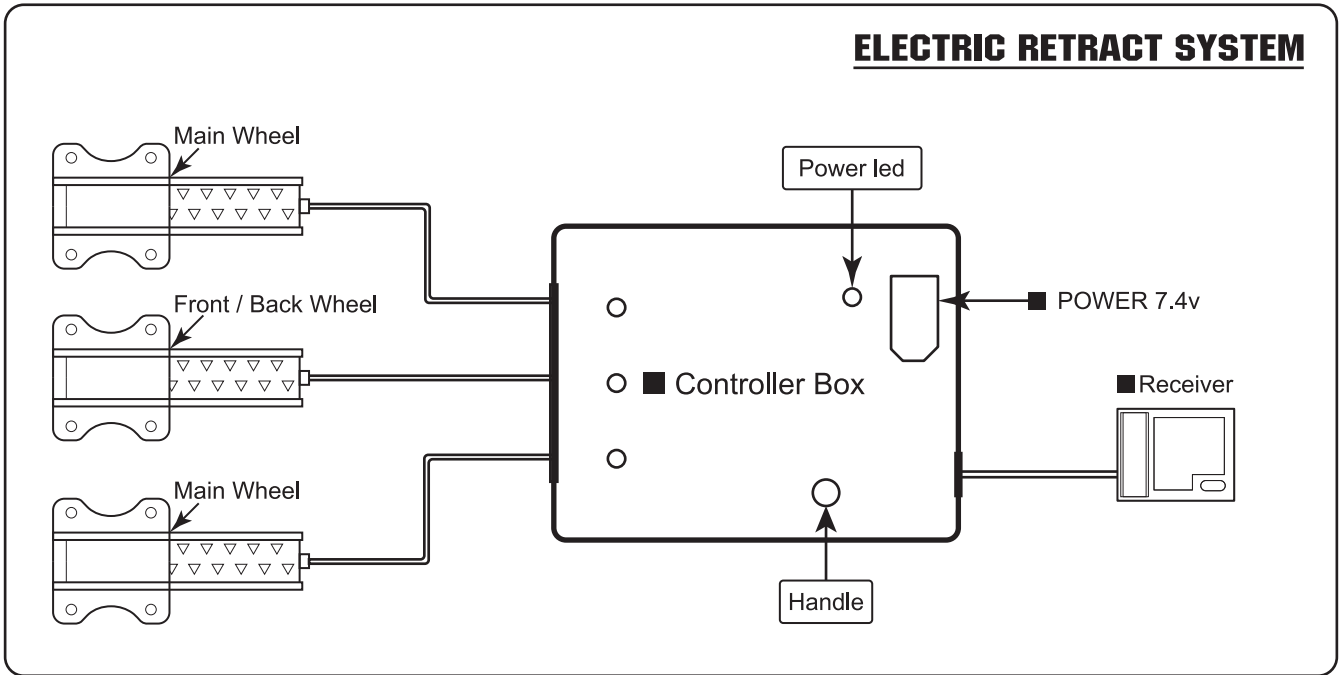 ELECTRIC RETRACT SYSTEM
Main Wheel
Power led
Front / Back Wheel
POWER 7.4v
Controller Box
Receiver
Main Wheel
Handle